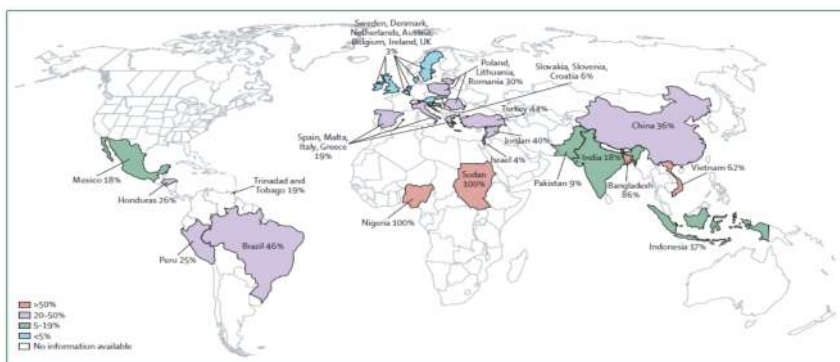 Sweden, Denmark,
Netherlands, Austria,
Belgium, Ireland, UK
3%
Poland,
Lithuania,
Romania 30%
Slovakia, Slovenia,
Croatia 6%
Turkey 44%
China 36%
Spain, Malta,
Italy, Greece
19%
Jordan 40%
Israel 4%
Mexico 18%
Trinidad and
Tobago 19%
Honduras 26%
Sudan
100%
Pakistan 9%
India 18%
Bangladesh
86%
Vietnam 62%
Nigeria 100%
Peru 25%
Brazil 46%
Indonesia 17%
>50%
20–50%
5-19%
<5%
No information available